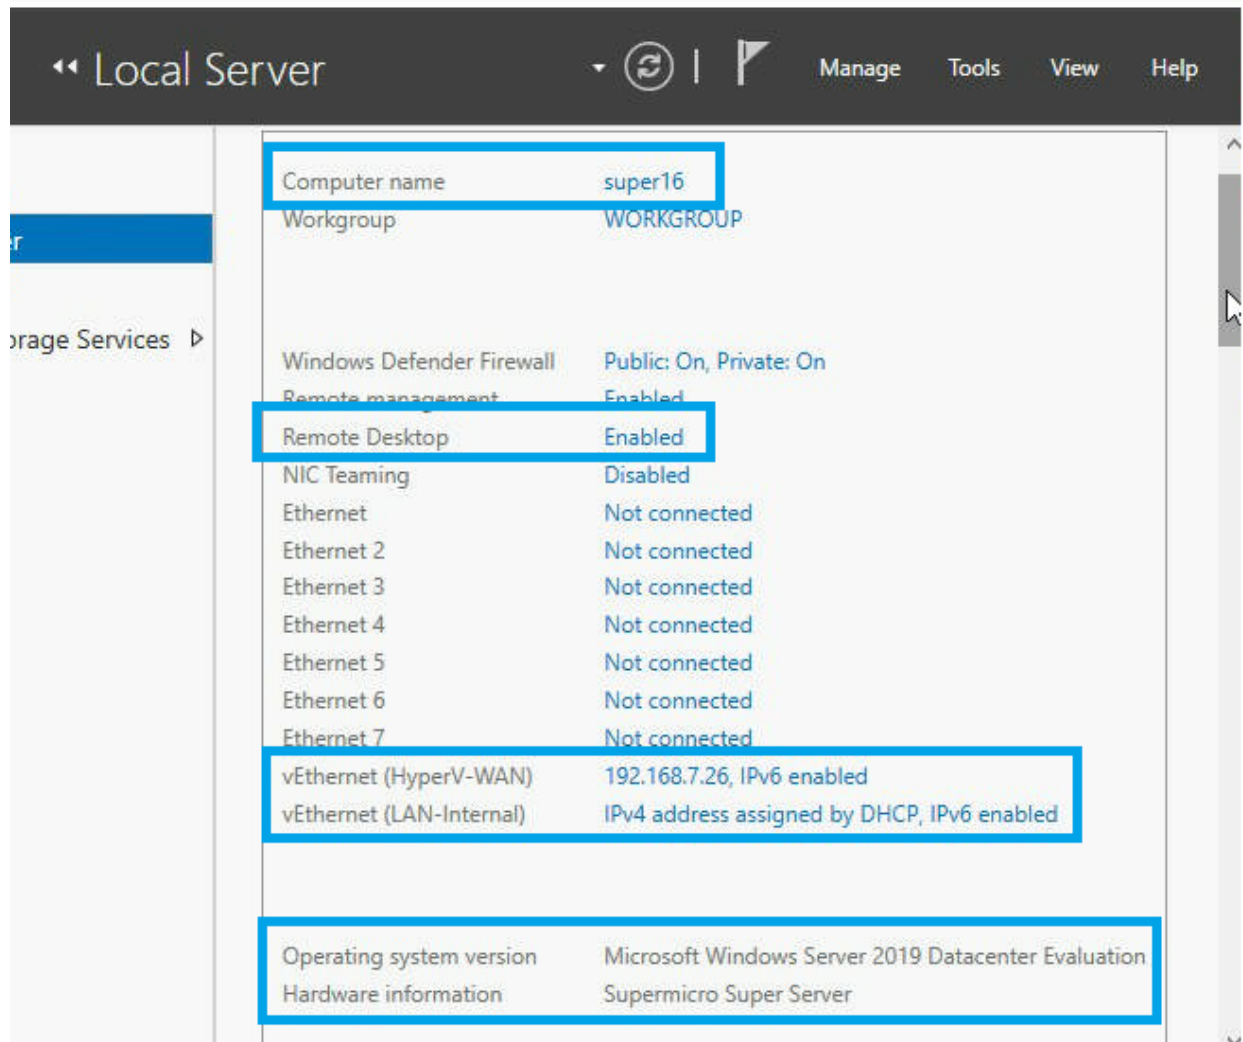 Local Server
Manage Tools View Help
Computer name super16
Workgroup WORKGROUP
er
orage Services
Windows Defender Firewall Public: On, Private: On
Remote management Enabled
Remote Desktop Enabled
NIC Teaming Disabled
Ethernet Not connected
Ethernet 2 Not connected
Ethernet 3 Not connected
Ethernet 4 Not connected
Ethernet 5 Not connected
Ethernet 6 Not connected
Ethernet 7 Not connected
vEthernet (HyperV-WAN) 192.168.7.26, IPv6 enabled
vEthernet (LAN-Internal) IPv4 address assigned by DHCP, IPv6 enabled
Operating system version Microsoft Windows Server 2019 Datacenter Evaluation
Hardware information Supermicro Super Server